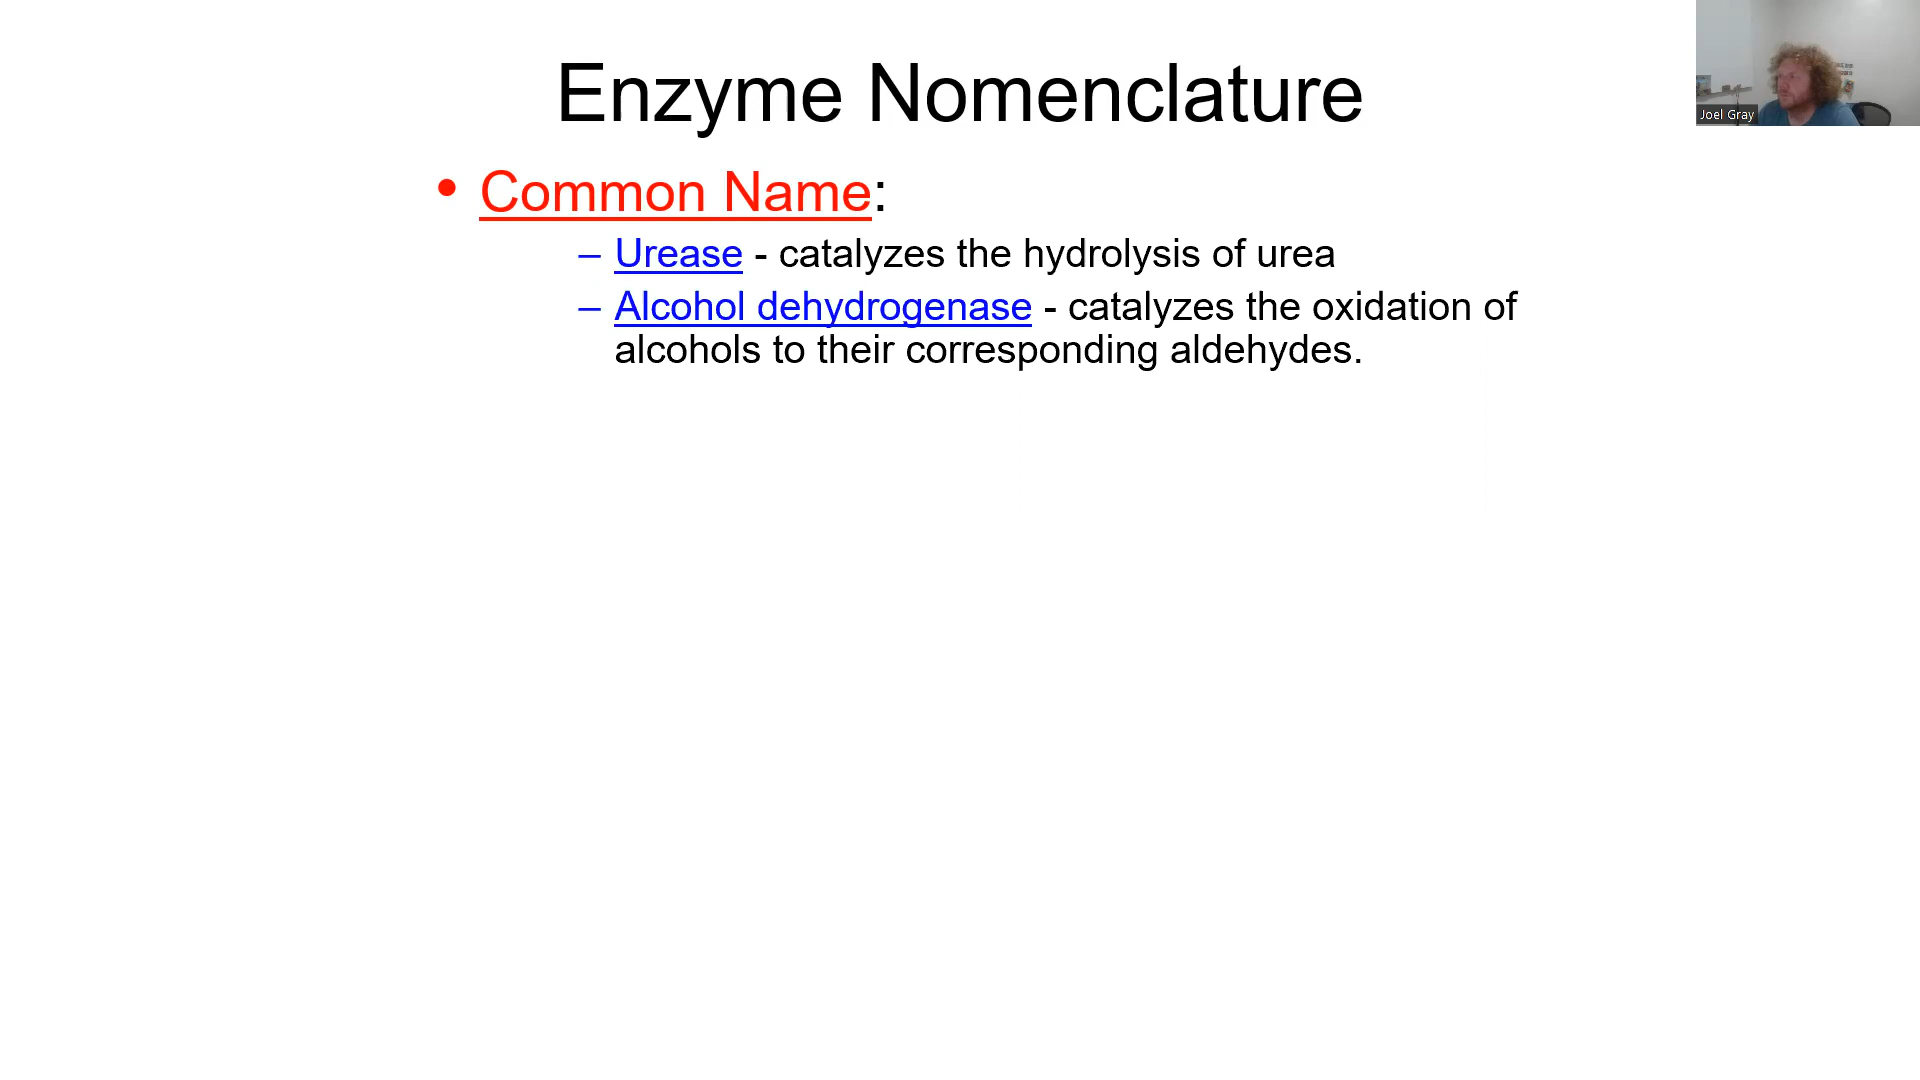 Enzyme Nomenclature
• Common Name:
– Urease - catalyzes the hydrolysis of urea
– Alcohol dehydrogenase - catalyzes the oxidation of
alcohols to their corresponding aldehydes.
Joel Gray